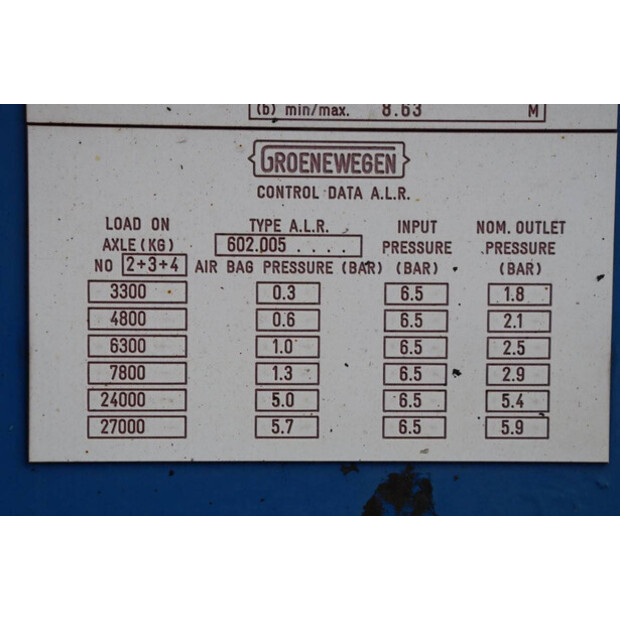 (b) min/max. 8.63 M
GROENEWEGEN
CONTROL DATA A.L.R.
LOAD ON TYPE A.L.R. INPUT NOM. OUTLET
AXLE (KG) 602.005 . . . . . PRESSURE PRESSURE
NO 2+3+4 AIR BAG PRESSURE (BAR) (BAR) (BAR)
3300 0.3 6.5 1.8
4800 0.6 6.5 2.1
6300 1.0 6.5 2.5
7800 1.3 6.5 2.9
24000 5.0 6.5 5.4
27000 5.7 6.5 5.9